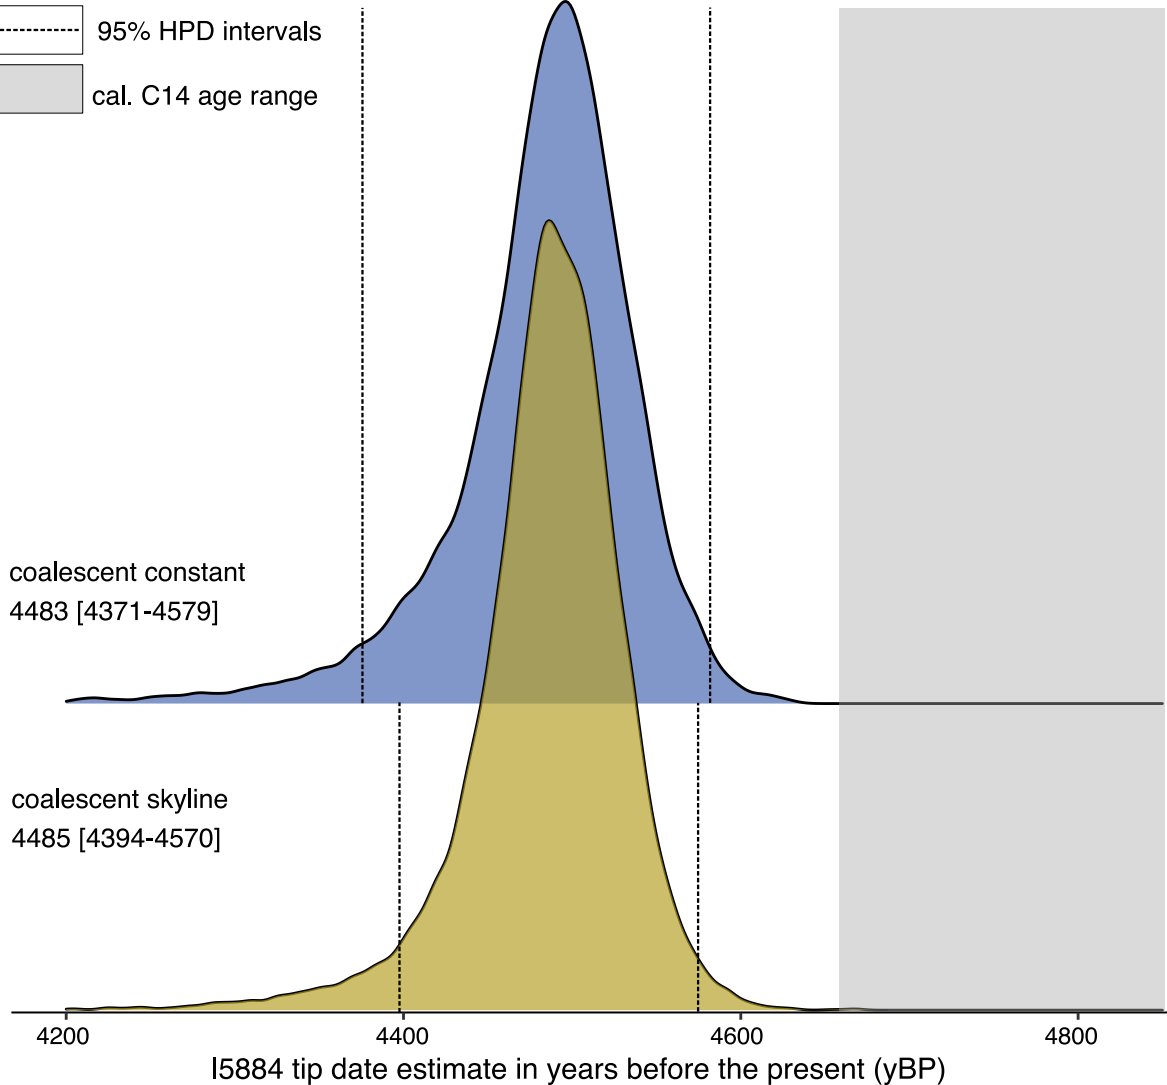 95% HPD intervals
cal. C14 age range
coalescent constant
4483 [4371-4579]
coalescent skyline
4485 [4394-4570]
4200 4400 4600 4800
I5884 tip date estimate in years before the present (yBP)